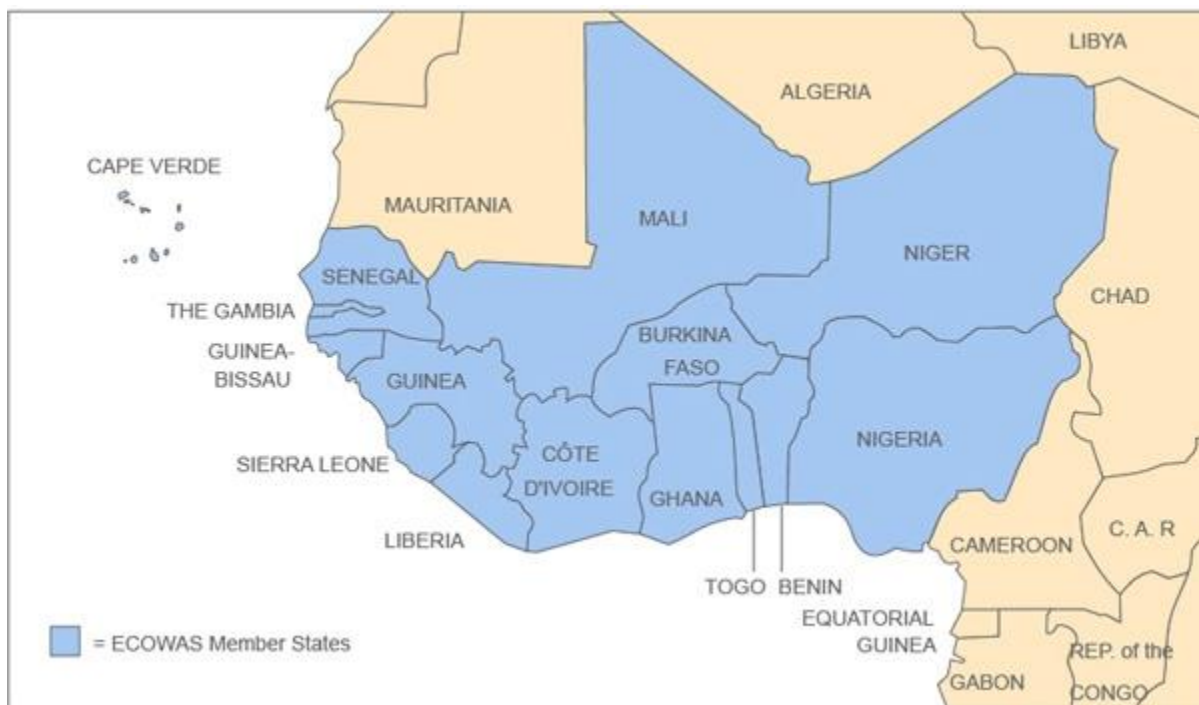 LIBYA
ALGERIA
CAPE VERDE
MAURITANIA
MALI
NIGER
SENEGAL
CHAD
THE GAMBIA
BURKINA
FASO
GUINEA-
BISSAU
GUINEA
NIGERIA
CÔTE
D'IVOIRE
SIERRA LEONE
GHANA
C. A. R
LIBERIA
CAMEROON
TOGO
BENIN
EQUATORIAL
GUINEA
= ECOWAS Member States
REP. of the
CONGO
GABON